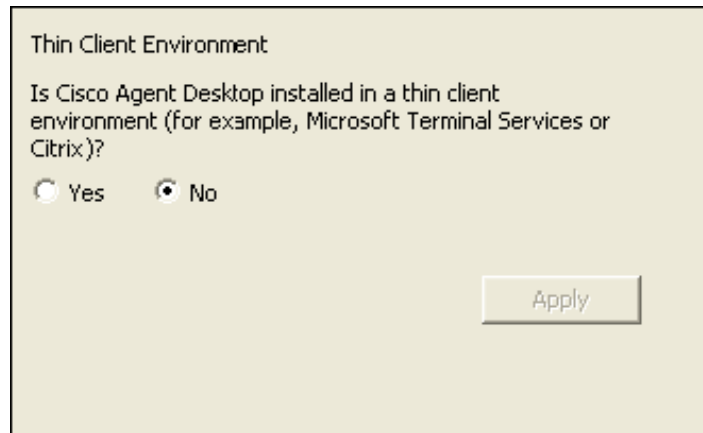 Thin Client Environment
Is Cisco Agent Desktop installed in a thin client
environment (for example, Microsoft Terminal Services or
Citrix)?
Yes No
Apply